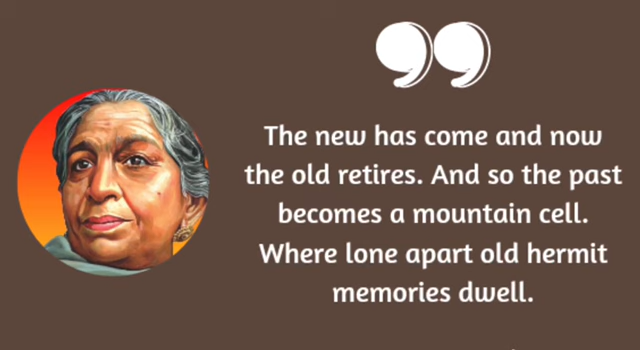 The new has come and now
the old retires. And so the past
becomes a mountain cell.
Where lone apart old hermit
memories dwell.